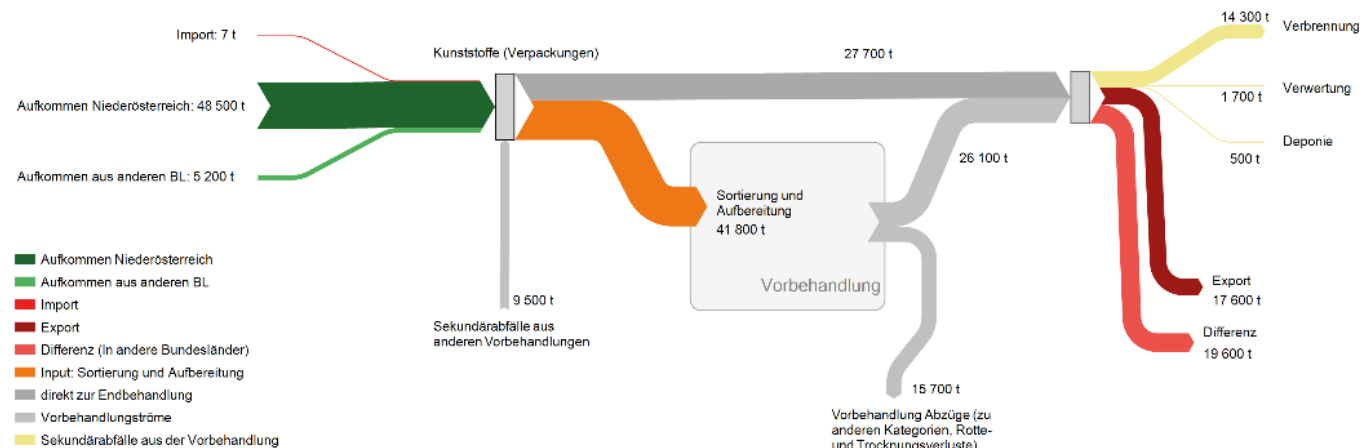 Import: 7 t
Aufkommen Niederösterreich: 48 500 t
Aufkommen aus anderen BL: 5 200 t
Kunststoffe (Verpackungen)
27 700 t
14 300 t
Verbrennung
1 700 t
Verwertung
500 t
Deponie
26 100 t
Sortierung und
Aufbereitung
41 800 t
Vorbehandlung
9 500 t
Sekundärabfälle aus
anderen Vorbehandlungen
Export
17 600 t
Differenz
19 600 t
15 700 t
Vorbehandlung Abzüge (zu
anderen Kategorien, Rotte-
und Trocknungsverluste)
Aufkommen Niederösterreich
Aufkommen aus anderen BL
Import
Export
Differenz (In andere Bundesländer)
Input: Sortierung und Aufbereitung
direkt zur Endbehandlung
Vorbehandlungströme
Sekundärabfälle aus der Vorbehandlung